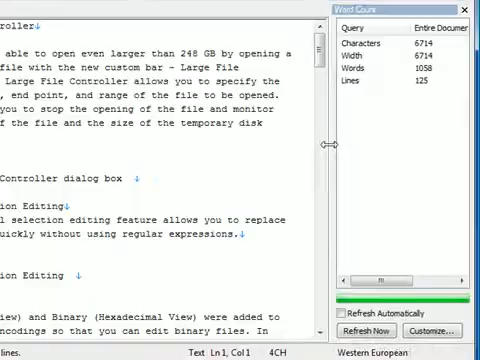 roller↓
able to open even larger than 248 GB by opening a
file with the new custom bar - Large File
Large File Controller allows you to specify the
, end point, and range of the file to be opened.
you to stop the opening of the file and monitor
f the file and the size of the temporary disk
Controller dialog box ↓
ion Editing↓
l selection editing feature allows you to replace
uickly without using regular expressions.↓
ion Editing ↓
iew) and Binary (Hexadecimal View) were added to
ncodings so that you can edit binary files. In
lines.
Text Ln 1, Col 1 4CH Western European
Word Count
Query Entire Documer
Characters 6714
Width 6714
Words 1058
Lines 125
Refresh Automatically
Refresh Now Customize...